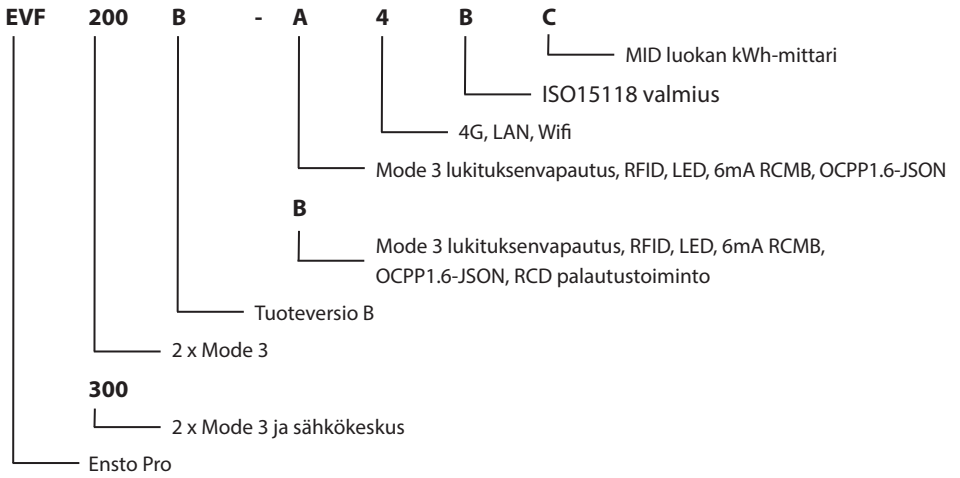 EVF 200 B - A 4 B C
MID luokan kWh-mittari
ISO15118 valmius
4G, LAN, Wifi
Mode 3 lukituksenvapautus, RFID, LED, 6mA RCMB, OCPP1.6-JSON
B
Mode 3 lukituksenvapautus, RFID, LED, 6mA RCMB,
OCPP1.6-JSON, RCD palautustoiminto
Tuoteversio B
2 x Mode 3
300
2 x Mode 3 ja sähkökeskus
Ensto Pro